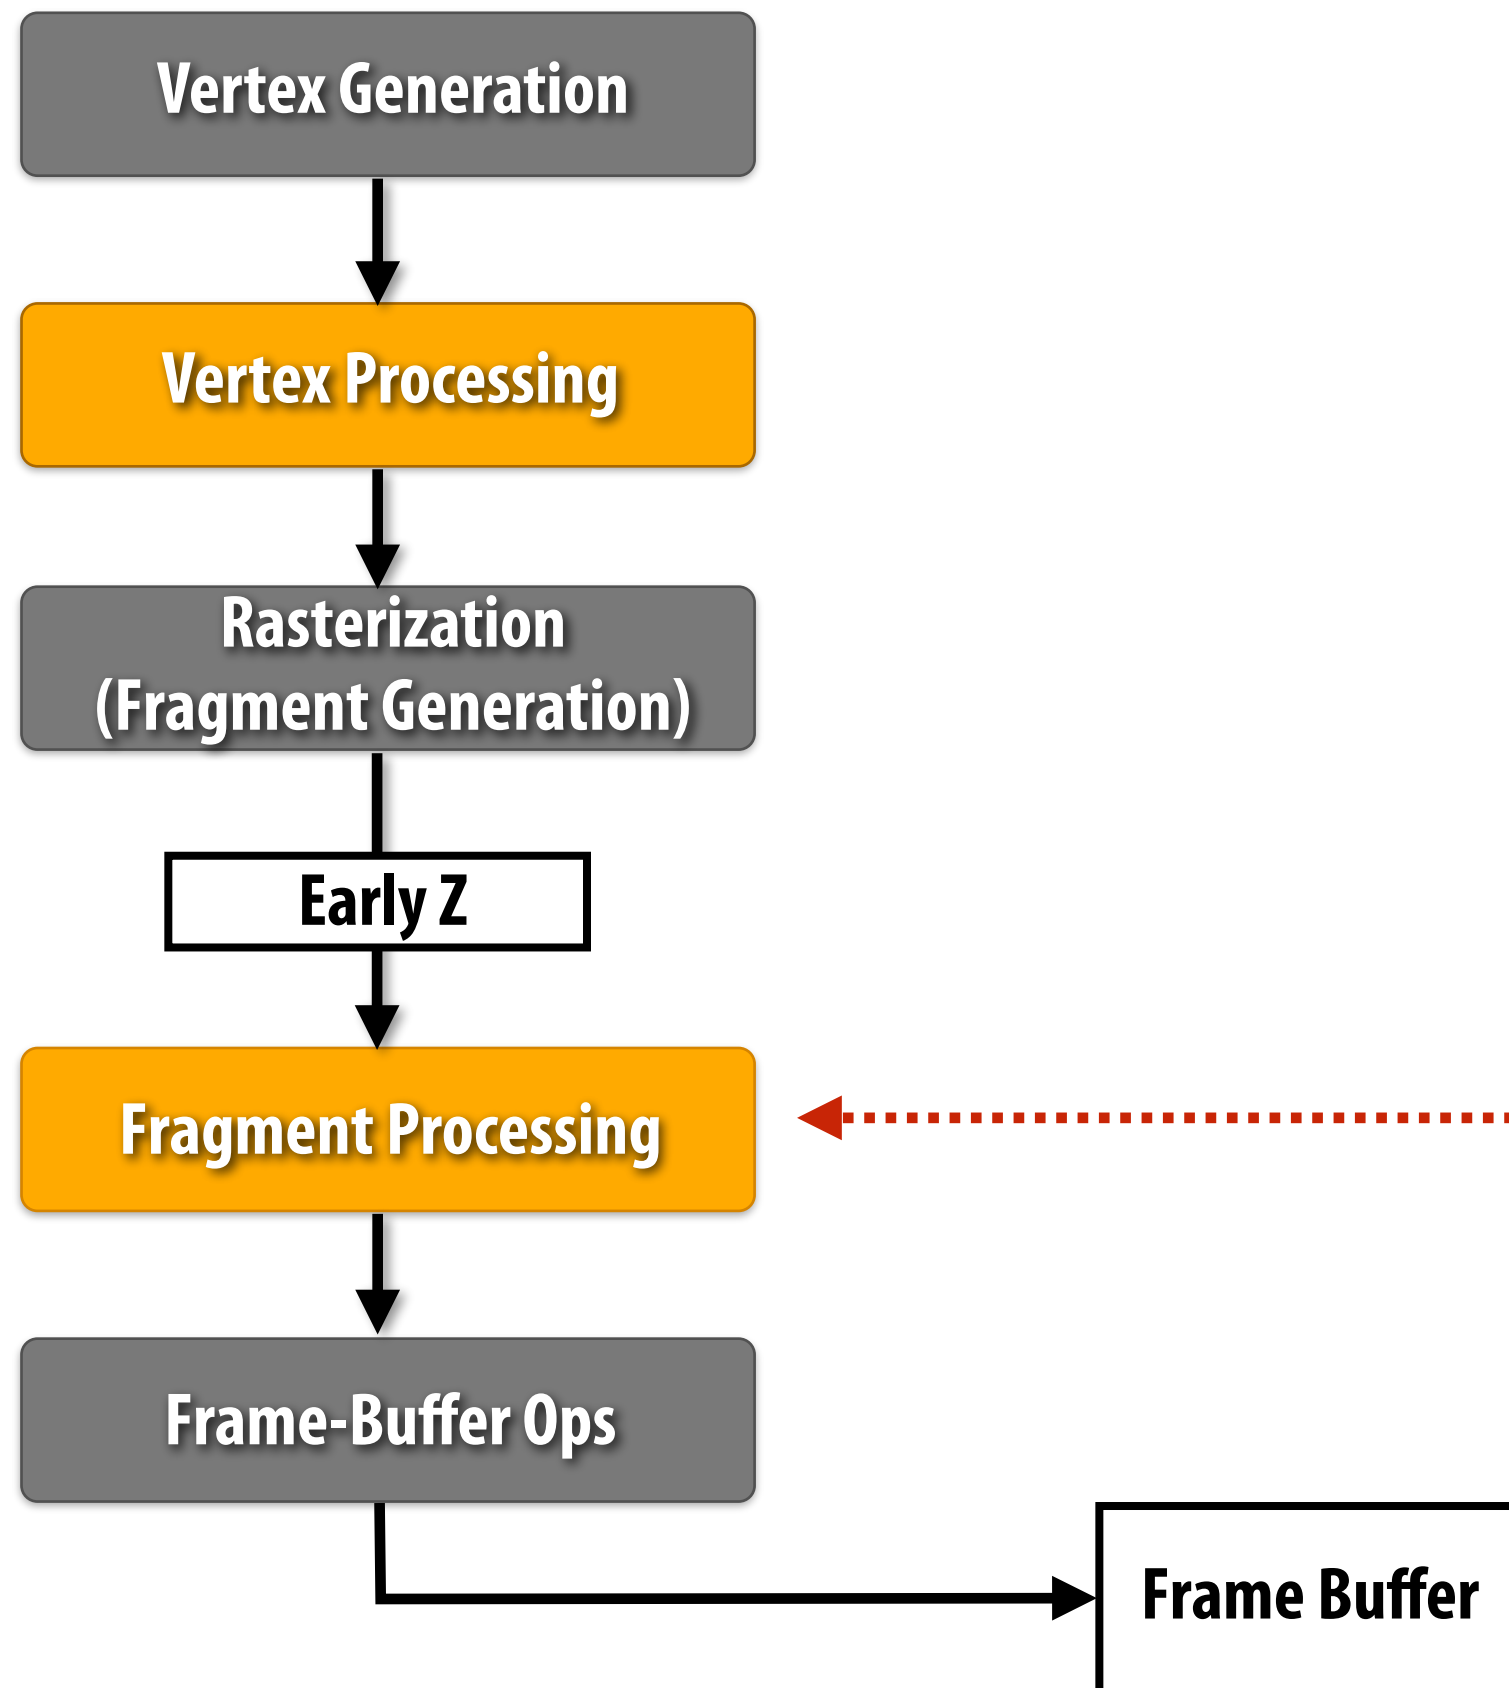 Vertex Generation
Vertex Processing
Rasterization
(Fragment Generation)
Early Z
Fragment Processing
Frame-Buffer Ops
Frame Buffer